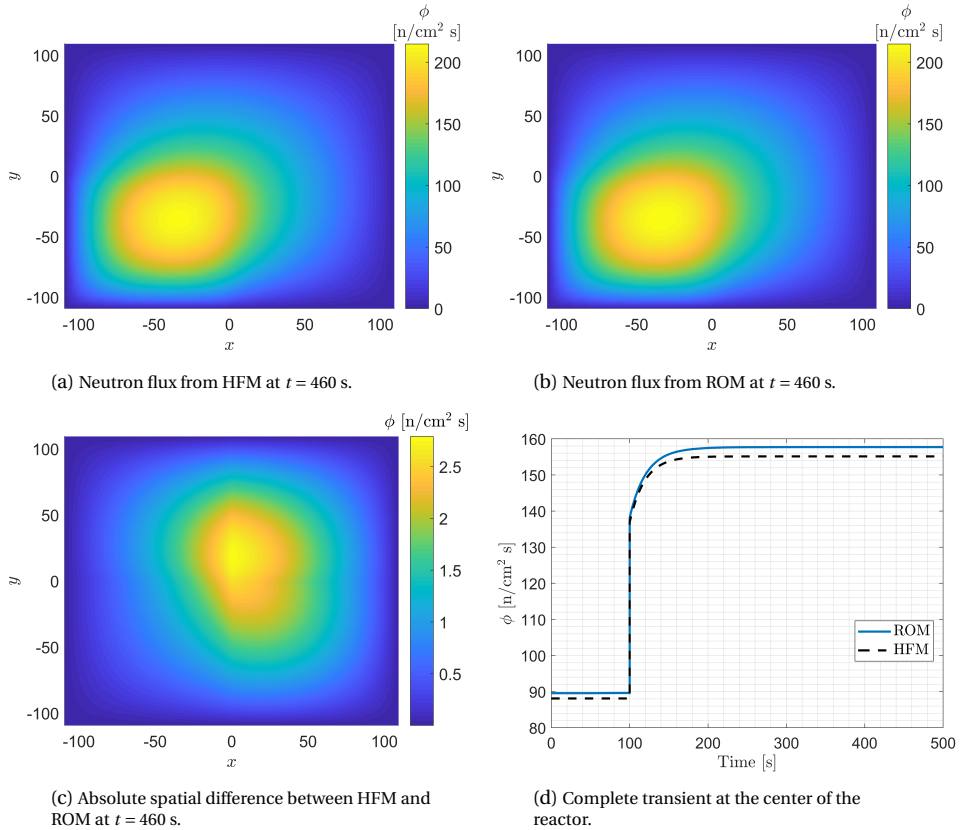 ϕ
[n/cm² s]
100
50
0
-50
-100
y
-100
-50
0
50
100
x
200
150
100
50
0
(a) Neutron flux from HFM at t = 460 s.
ϕ
[n/cm² s]
100
50
0
-50
-100
y
-100
-50
0
50
100
x
200
150
100
50
0
(b) Neutron flux from ROM at t = 460 s.
ϕ [n/cm² s]
100
50
0
-50
-100
y
-100
-50
0
50
100
x
2.5
2
1.5
1
0.5
(c) Absolute spatial difference between HFM and
ROM at t = 460 s.
160
150
140
130
120
110
100
90
80
ϕ [n/cm² s]
ROM
HFM
0
100
200
300
400
500
Time [s]
(d) Complete transient at the center of the
reactor.